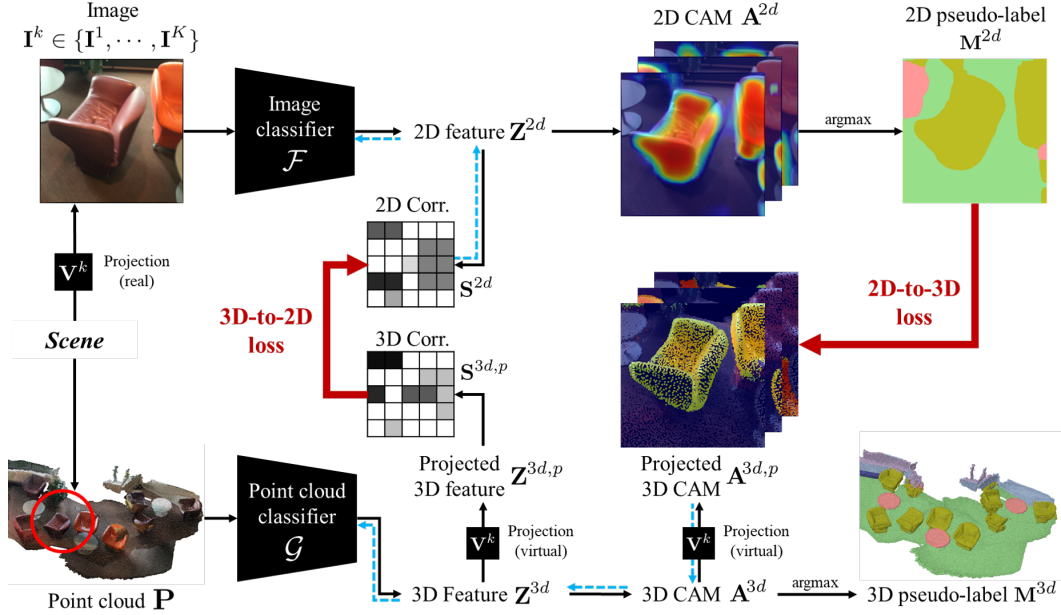 Image
I^k ∈ {I^1, ⋯ , I^K}
2D CAM A^{2d}
2D pseudo-label
M^{2d}
Image
classifier
F
2D feature Z^{2d}
argmax
V^k
Projection
(real)
2D Corr.
S^{2d}
3D-to-2D
loss
2D-to-3D
loss
Scene
3D Corr.
S^{3d,p}
Projected
3D feature
Z^{3d,p}
Projected
3D CAM
A^{3d,p}
Point cloud
classifier
G
V^k
Projection
(virtual)
V^k
Projection
(virtual)
Point cloud P
3D Feature Z^{3d}
3D CAM A^{3d}
argmax
3D pseudo-label M^{3d}